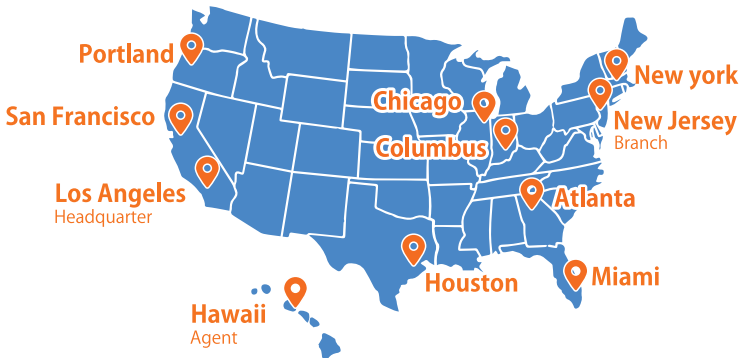 Portland
New york
Chicago
San Francisco
New Jersey
Branch
Columbus
Los Angeles
Headquarter
Atlanta
Houston
Miami
Hawaii
Agent